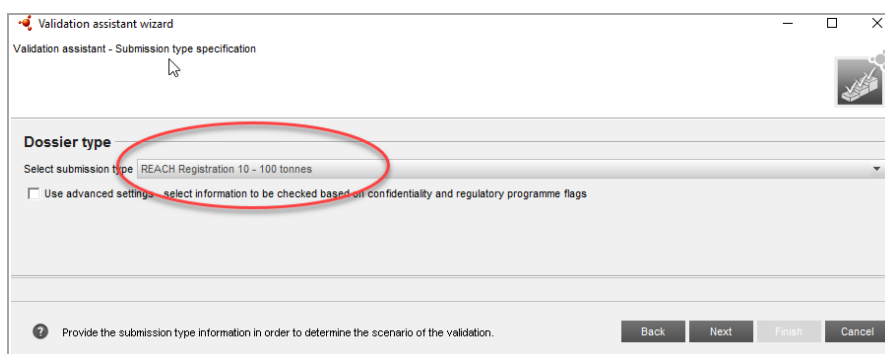 Validation assistant wizard
Validation assistant - Submission type specification
Dossier type
Select submission type REACH Registration 10 - 100 tonnes
Use advanced settings - select information to be checked based on confidentiality and regulatory programme flags
Provide the submission type information in order to determine the scenario of the validation.
Back Next Finish Cancel